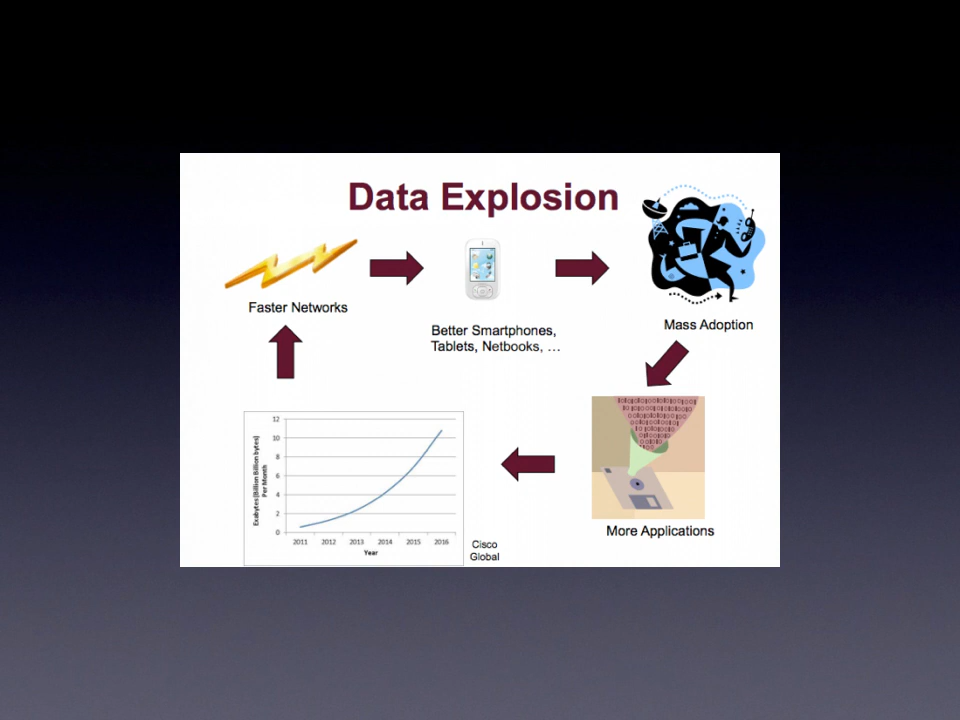 Data Explosion
Faster Networks
Better Smartphones,
Tablets, Netbooks, ...
Mass Adoption
More Applications
Exabytes [Billion Billion bytes]
Per Month
12
10
8
6
4
2
0
2011 2012 2013 2014 2015 2016
Year
Cisco
Global